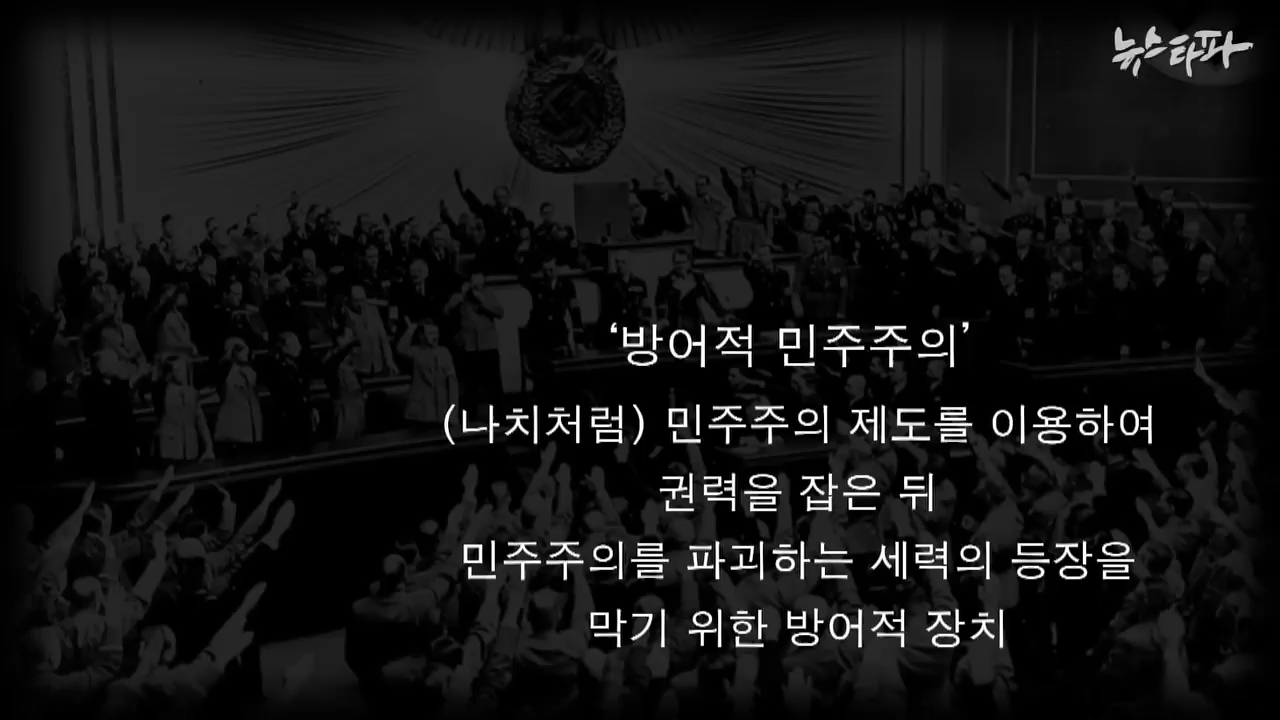 뉴스타파
‘방어적 민주주의’
(나치처럼) 민주주의 제도를 이용하여
권력을 잡은 뒤
민주주의를 파괴하는 세력의 등장을
막기 위한 방어적 장치